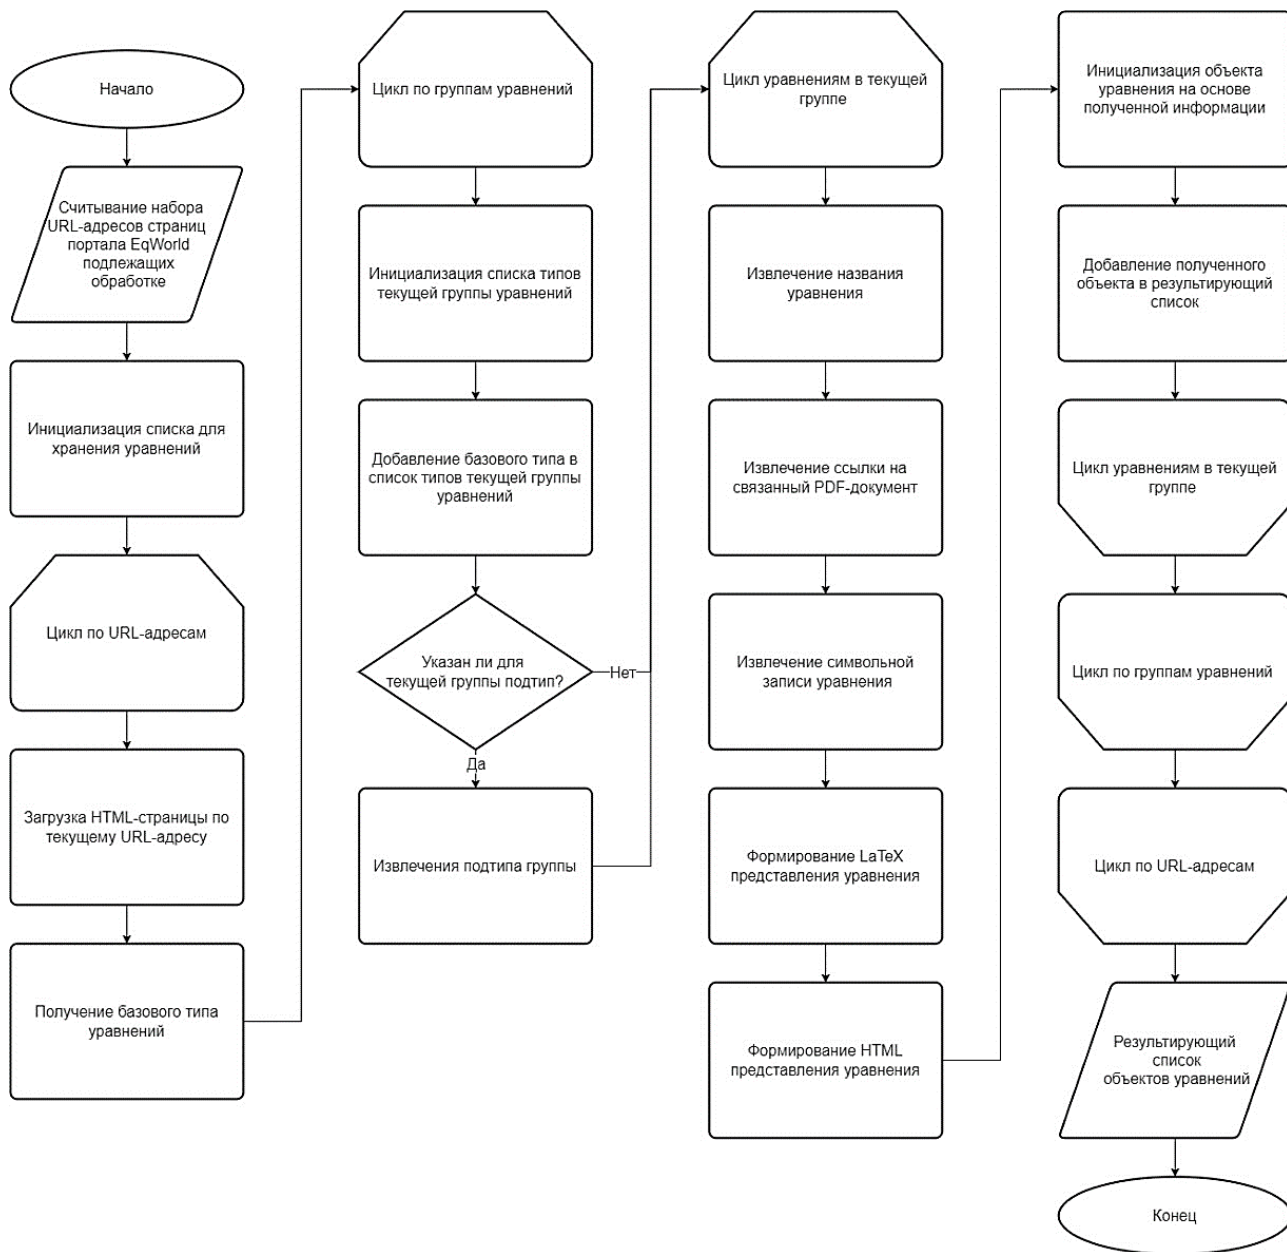 Начало
Считывание набора
URL-адресов страниц
портала EqWorld
подлежащих
обработке
Инициализация списка для
хранения уравнений
Цикл по URL-адресам
Загрузка HTML-страницы по
текущему URL-адресу
Получение базового типа
уравнений
Цикл по группам уравнений
Инициализация списка типов
текущей группы уравнений
Добавление базового типа в
список типов текущей группы
уравнений
Указан ли для
текущей группы подтип?
Нет
Да
Извлечения подтипа группы
Цикл уравнениям в текущей
группе
Извлечение названия
уравнения
Извлечение ссылки на
связанный PDF-документ
Извлечение символьной
записи уравнения
Формирование LaTeX
представления уравнения
Формирование HTML
представления уравнения
Инициализация объекта
уравнения на основе
полученной информации
Добавление полученного
объекта в результирующий
список
Цикл уравнениям в текущей
группе
Цикл по группам уравнений
Цикл по URL-адресам
Результирующий
список
объектов уравнений
Конец